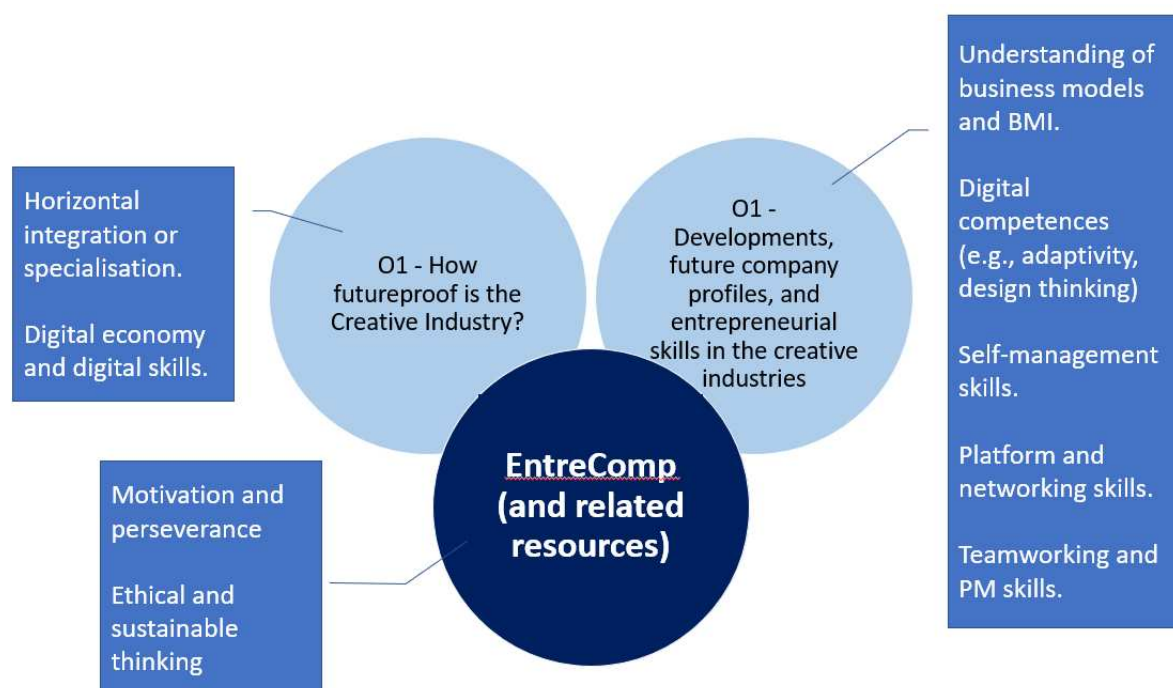 Horizontal
integration or
specialisation.
Digital economy
and digital skills.
O1 - How
futureproof is the
Creative Industry?
O1 -
Developments,
future company
profiles, and
entrepreneurial
skills in the creative
industries
Understanding of
business models
and BMI.
Digital
competences
(e.g., adaptivity,
design thinking)
Self-management
skills.
Platform and
networking skills.
Teamworking and
PM skills.
EntreComp
(and related
resources)
Motivation and
perseverance
Ethical and
sustainable
thinking